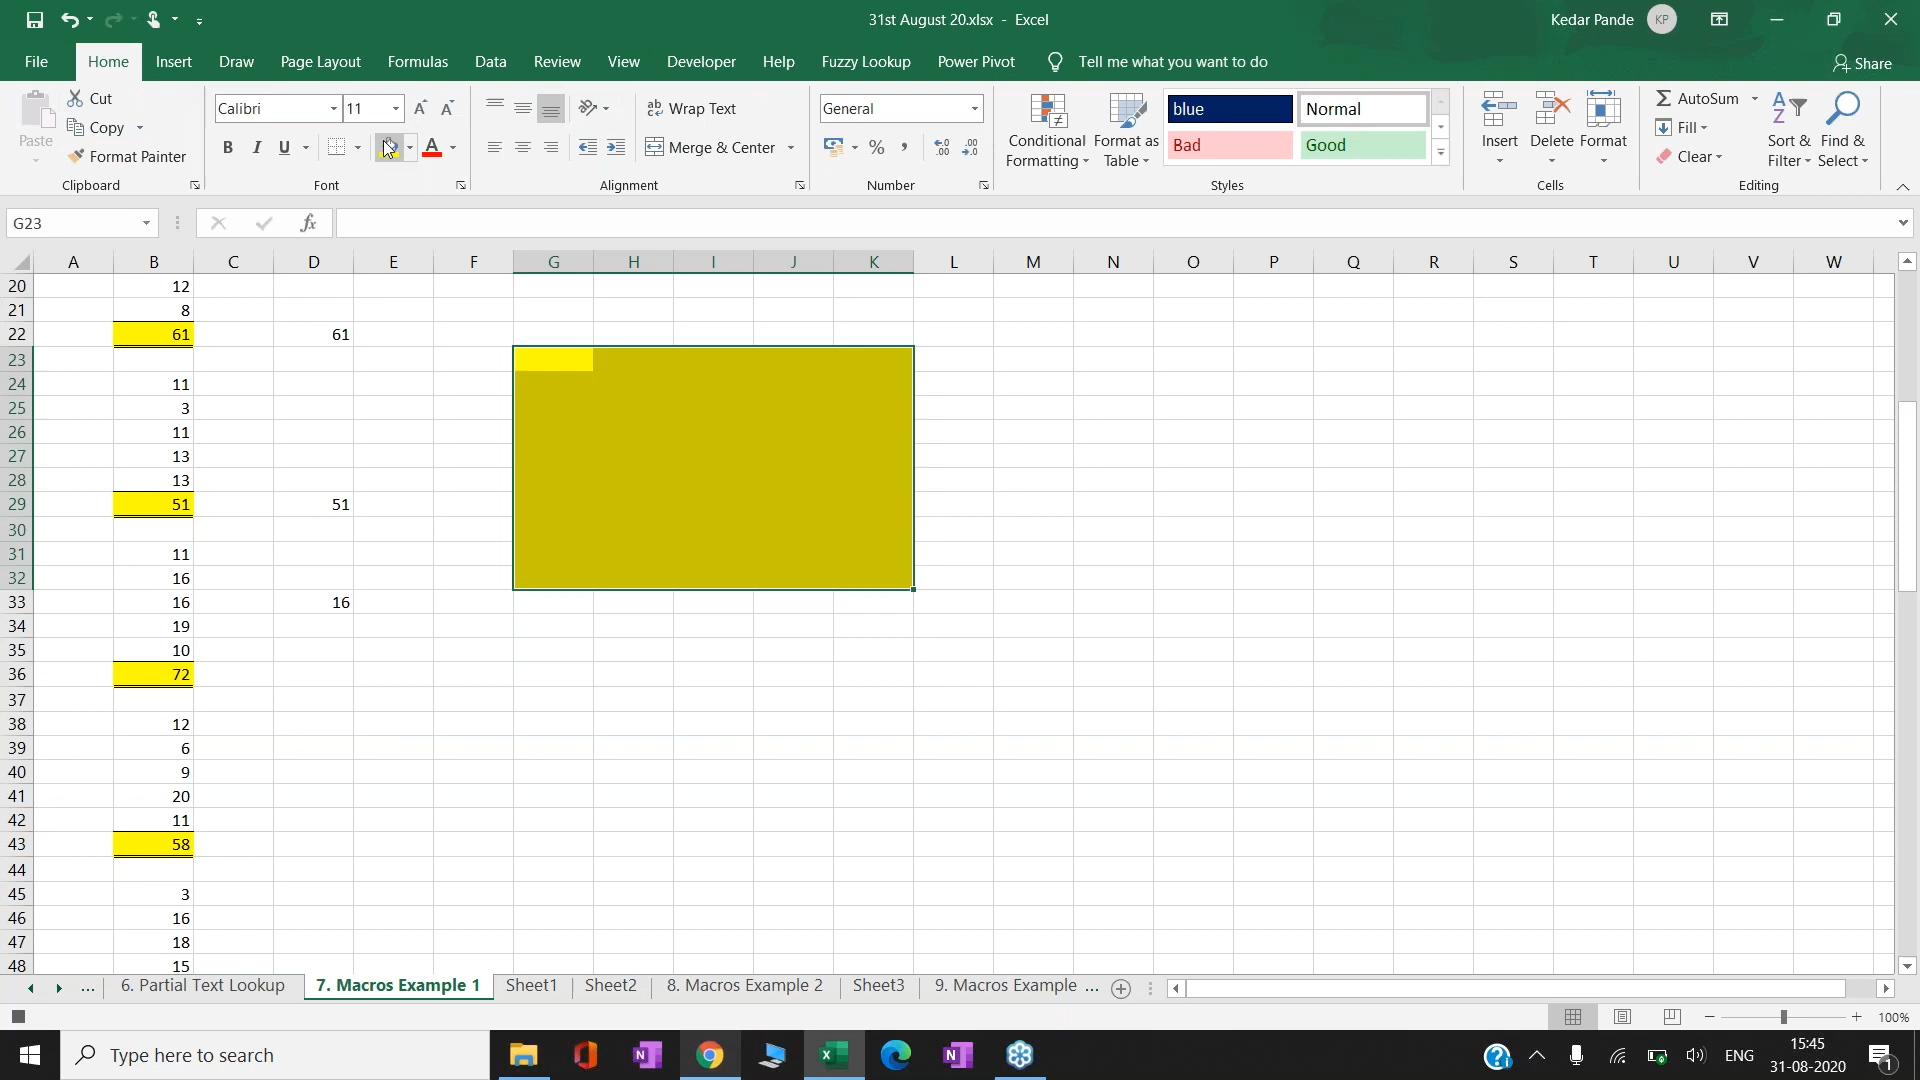 31st August 20.xlsx - Excel
Kedar Pande KP
File Home Insert Draw Page Layout Formulas Data Review View Developer Help Fuzzy Lookup Power Pivot Tell me what you want to do Share
Paste
Cut
Copy
Format Painter
Clipboard
Calibri 11
B I U
Font
Wrap Text
Merge & Center
Alignment
General
Number
Conditional Formatting
Format as Table
blue Normal
Bad Good
Styles
Insert Delete Format
Cells
AutoSum
Fill
Clear
Sort & Filter
Find & Select
Editing
G23 fx
A B C D E F G H I J K L M N O P Q R S T U V W
20 12
21 8
22 61 61
23
24 11
25 3
26 11
27 13
28 13
29 51 51
30
31 11
32 16
33 16 16
34 19
35 10
36 72
37
38 12
39 6
40 9
41 20
42 11
43 58
44
45 3
46 16
47 18
48 15
... 6. Partial Text Lookup 7. Macros Example 1 Sheet1 Sheet2 8. Macros Example 2 Sheet3 9. Macros Example ...
100%
Type here to search
ENG
15:45
31-08-2020
1